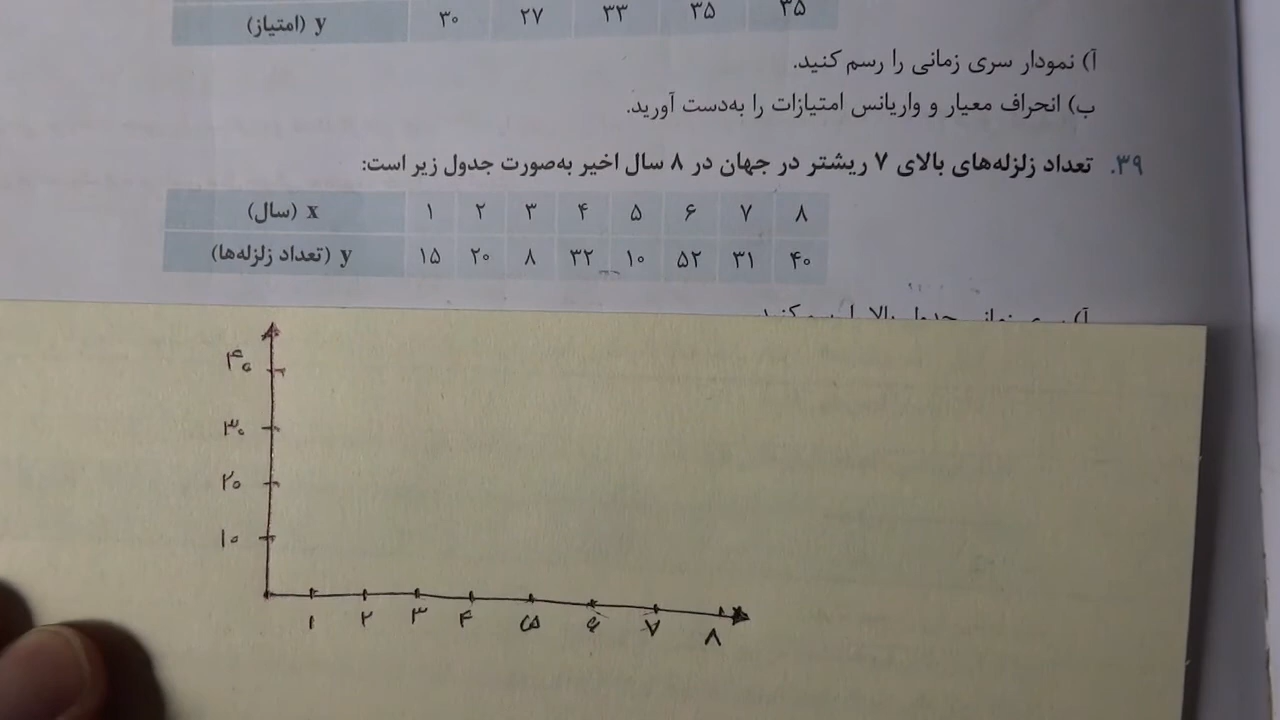 y (امتیاز) ۳۰ ۲۷ ۳۳ ۳۵ ۳۵
آ) نمودار سری زمانی را رسم کنید.
ب) انحراف معیار و واریانس امتیازات را به‌دست آورید.
۳۹. تعداد زلزله‌های بالای ۷ ریشتر در جهان در ۸ سال اخیر به‌صورت جدول زیر است:
x (سال) ۱ ۲ ۳ ۴ ۵ ۶ ۷ ۸
y (تعداد زلزله‌ها) ۱۵ ۲۰ ۸ ۳۲ ۱۰ ۵۲ ۳۱ ۴۰
۴۰
۳۰
۲۰
۱۰
۱ ۲ ۳ ۴ ۵ ۶ ۷ ۸